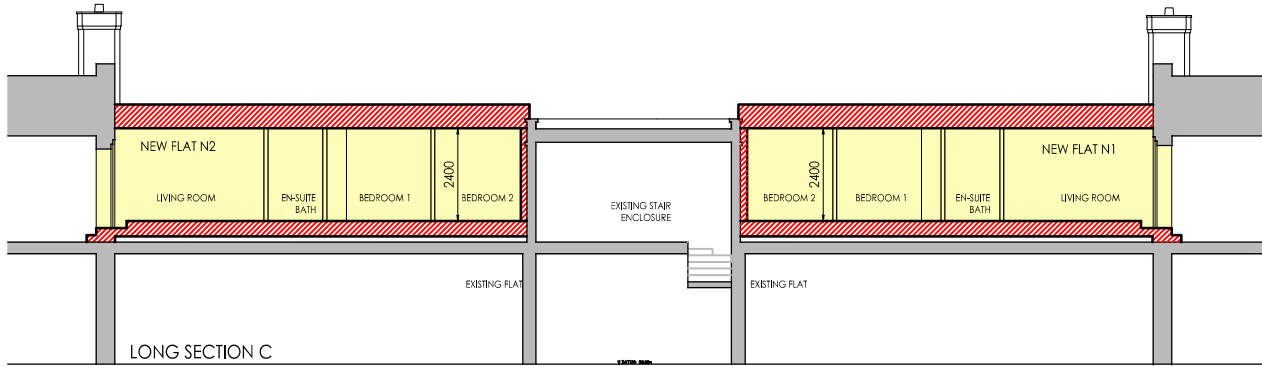 NEW FLAT N2
NEW FLAT N1
2400
2400
LIVING ROOM
EN-SUITE
BATH
BEDROOM 1
BEDROOM 2
EXISTING STAIR
ENCLOSURE
BEDROOM 2
BEDROOM 1
EN-SUITE
BATH
LIVING ROOM
EXISTING FLAT
EXISTING FLAT
LONG SECTION C